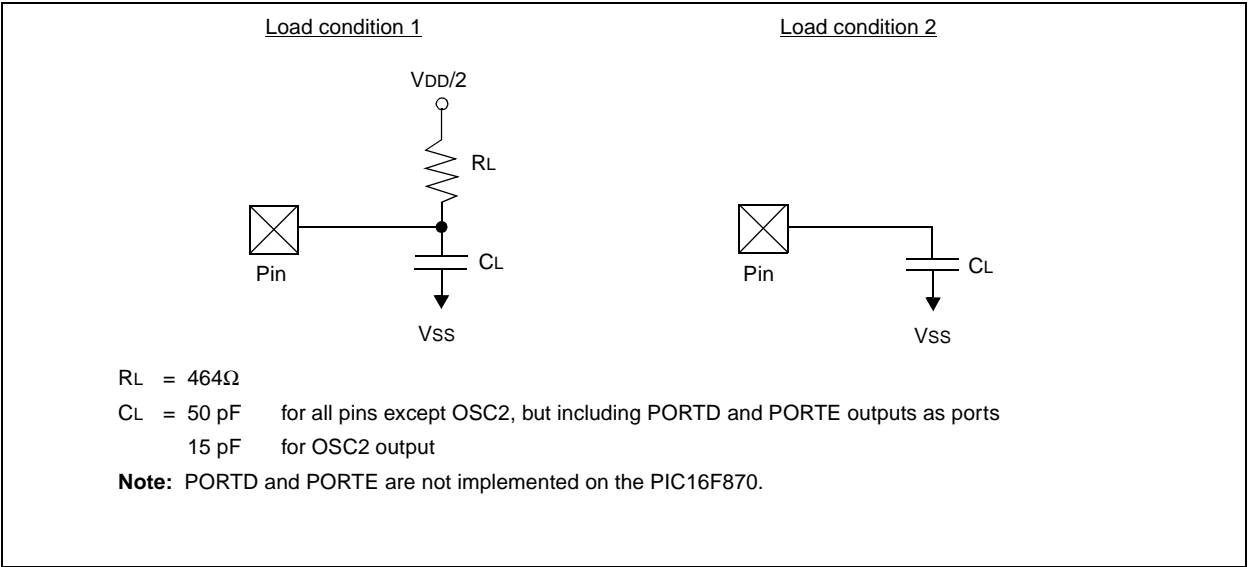 Load condition 1
Load condition 2
VDD/2
RL
Pin
CL
VSS
Pin
CL
VSS
RL = 464Ω
CL = 50 pF for all pins except OSC2, but including PORTD and PORTE outputs as ports
15 pF for OSC2 output
Note: PORTD and PORTE are not implemented on the PIC16F870.